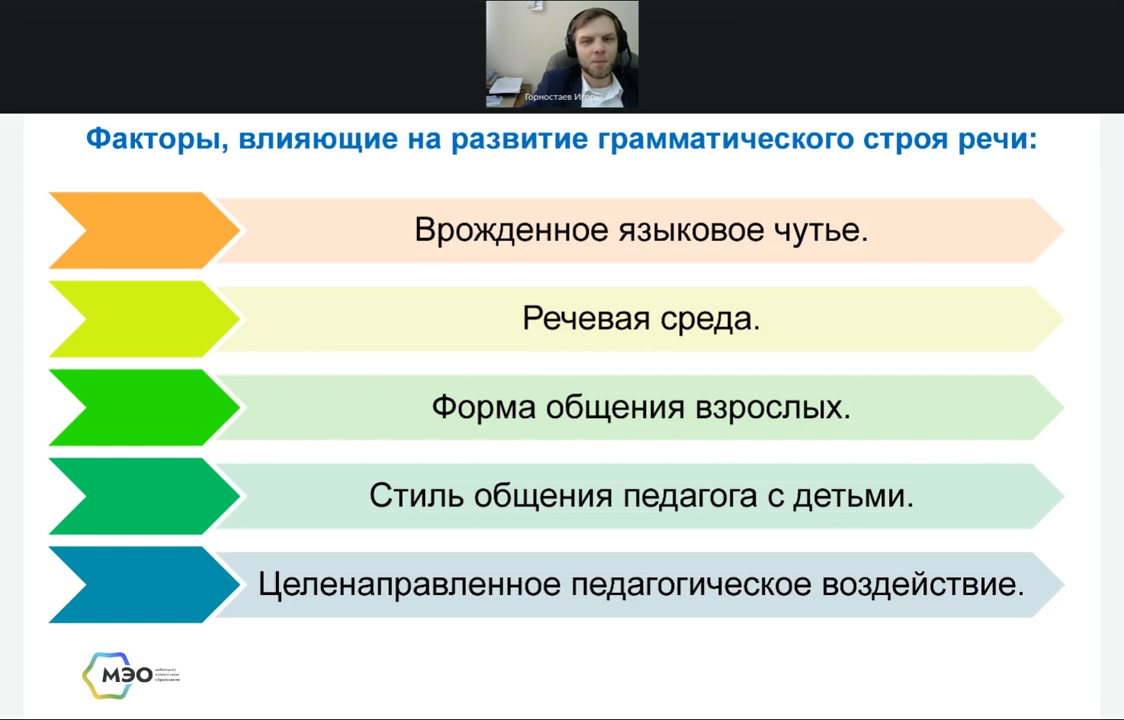 Горностаев Игорь
Факторы, влияющие на развитие грамматического строя речи:
Врожденное языковое чутье.
Речевая среда.
Форма общения взрослых.
Стиль общения педагога с детьми.
Целенаправленное педагогическое воздействие.
МЭО